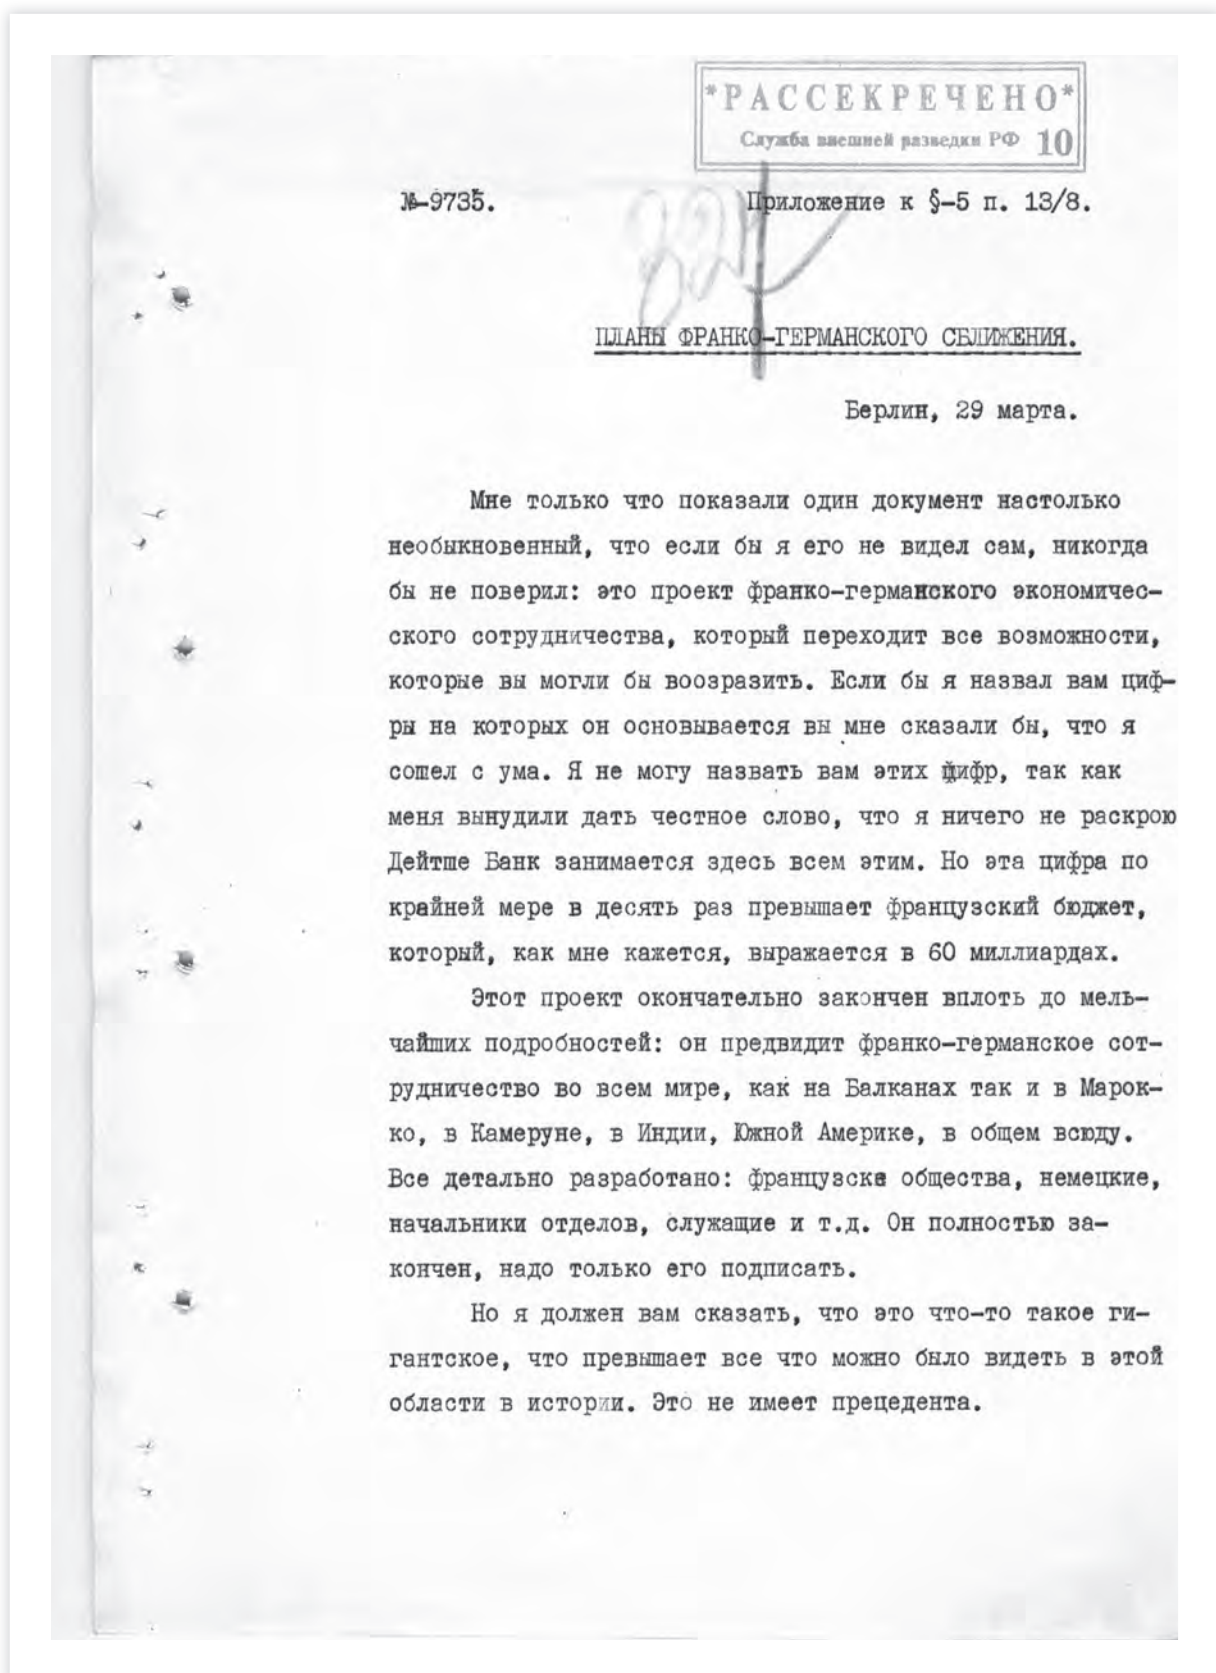 *РАССЕКРЕЧЕНО*
Служба внешней разведки РФ 10
№-9735. Приложение к §-5 п. 13/8.
ПЛАНЫ ФРАНКО-ГЕРМАНСКОГО СБЛИЖЕНИЯ.
Берлин, 29 марта.
Мне только что показали один документ настолько
необыкновенный, что если бы я его не видел сам, никогда
бы не поверил: это проект франко-германского экономичес-
ского сотрудничества, который переходит все возможности,
которые вы могли бы воозразить. Если бы я назвал вам циф-
ры на которых он основывается вы мне сказали бы, что я
сошел с ума. Я не могу назвать вам этих фифр, так как
меня вынудили дать честное слово, что я ничего не раскрою
Дейтше Банк занимается здесь всем этим. Но эта цифра по
крайней мере в десять раз превышает французский бюджет,
который, как мне кажется, выражается в 60 миллиардах.
Этот проект окончательно закончен вплоть до мель-
чайших подробностей: он предвидит франко-германское сот-
рудничество во всем мире, как на Балканах так и в Марок-
ко, в Камеруне, в Индии, Южной Америке, в общем всюду.
Все детально разработано: французске общества, немецкие,
начальники отделов, служащие и т.д. Он полностью за-
кончен, надо только его подписать.
Но я должен вам сказать, что это что-то такое ги-
гантское, что превышает все что можно было видеть в этой
области в истории. Это не имеет прецедента.